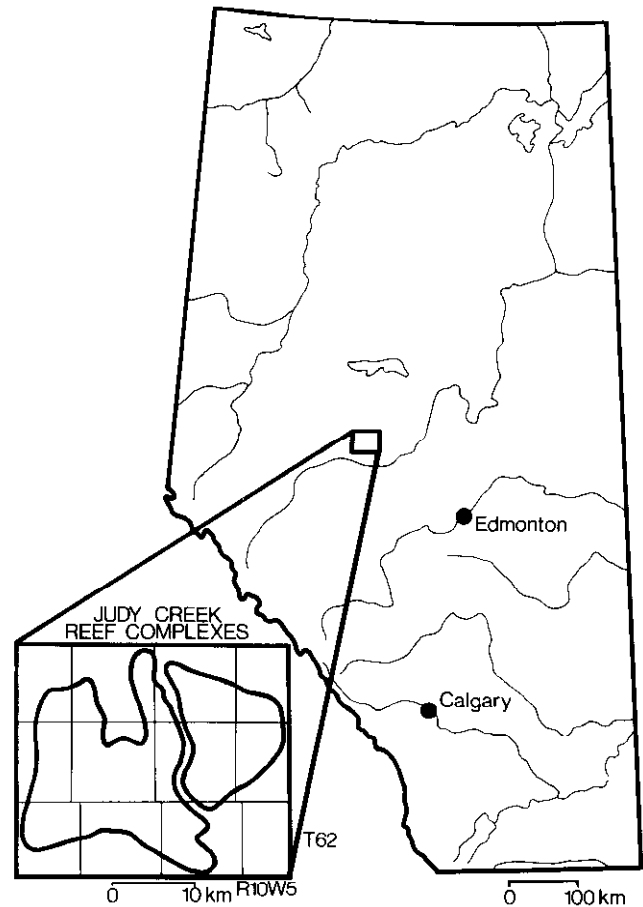 Edmonton
JUDY CREEK
REEF COMPLEXES
Calgary
T62
0 10 km R10W5
0 100 km